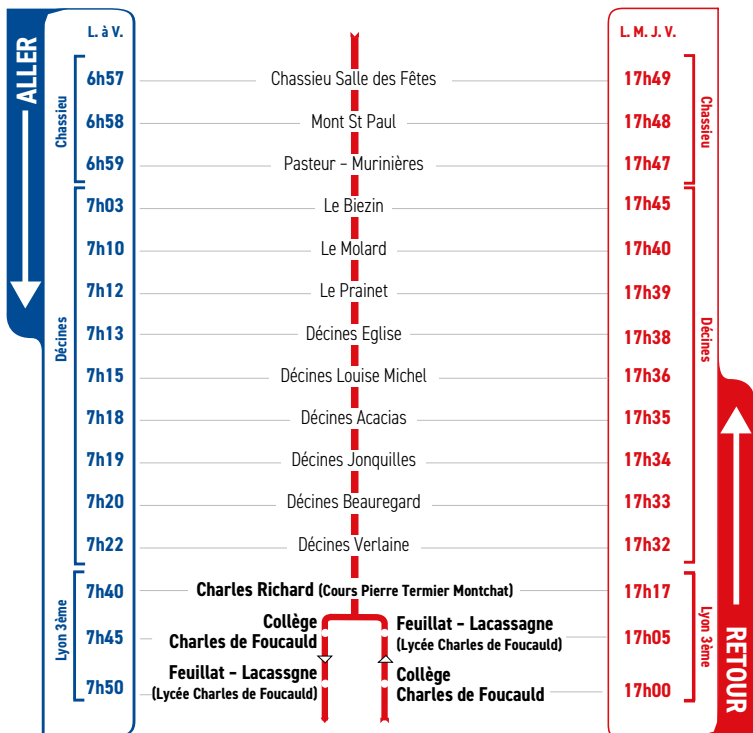 L. à V.
L. M. J. V.
ALLER
Chassieu
6h57 Chassieu Salle des Fêtes 17h49
6h58 Mont St Paul 17h48
6h59 Pasteur – Murinières 17h47
Chassieu
Décines
7h03 Le Biezin 17h45
7h10 Le Molard 17h40
7h12 Le Prainet 17h39
7h13 Décines Eglise 17h38
7h15 Décines Louise Michel 17h36
7h18 Décines Acacias 17h35
7h19 Décines Jonquilles 17h34
7h20 Décines Beauregard 17h33
7h22 Décines Verlaine 17h32
Décines
Lyon 3ème
7h40 Charles Richard (Cours Pierre Termier Montchat) 17h17
7h45 Collège
Charles de Foucauld
Feuillat – Lacassagne
(Lycée Charles de Foucauld) 17h05
7h50 Feuillat – Lacassgne
(Lycée Charles de Foucauld)
Collège
Charles de Foucauld 17h00
Lyon 3ème
RETOUR